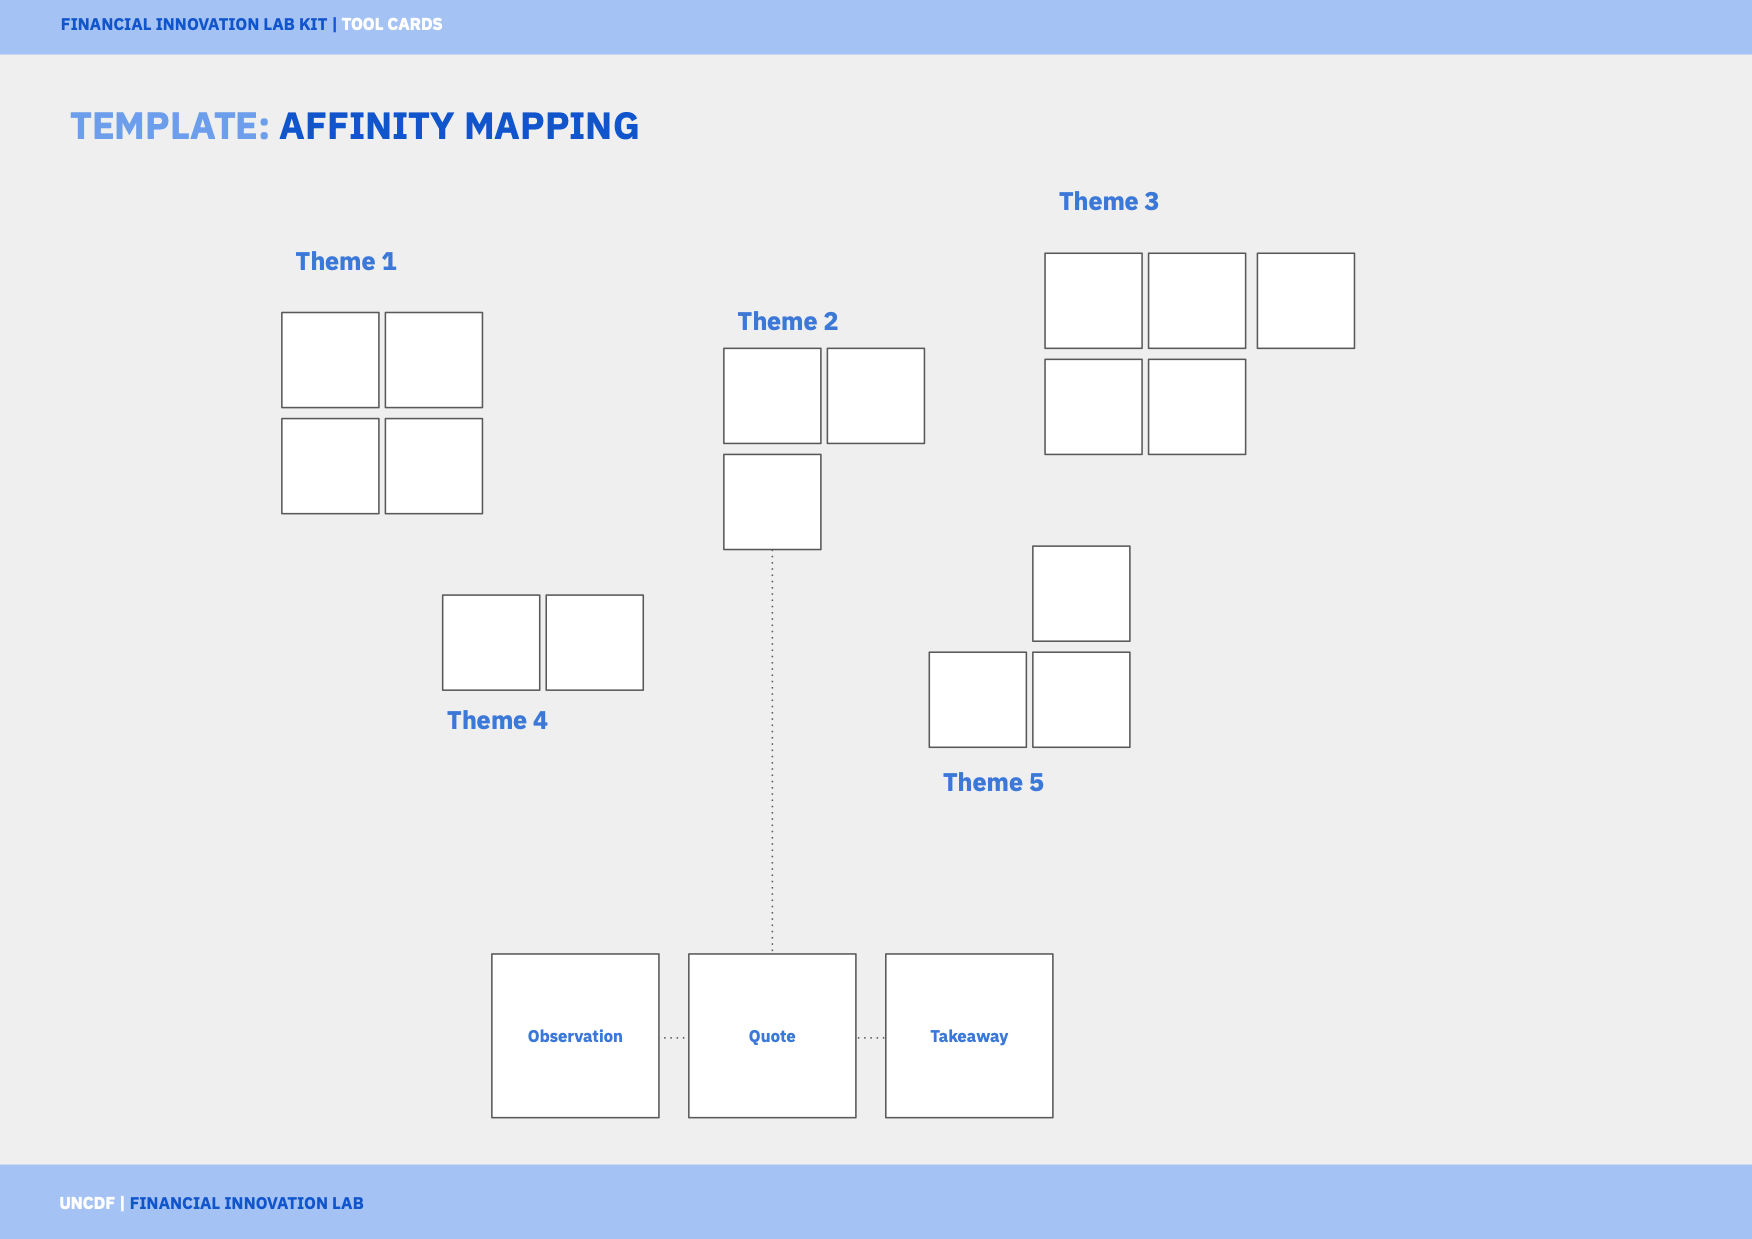 FINANCIAL INNOVATION LAB KIT | TOOL CARDS
TEMPLATE: AFFINITY MAPPING
Theme 3
Theme 1
Theme 2
Theme 4
Theme 5
Observation
Quote
Takeaway
UNCDF | FINANCIAL INNOVATION LAB